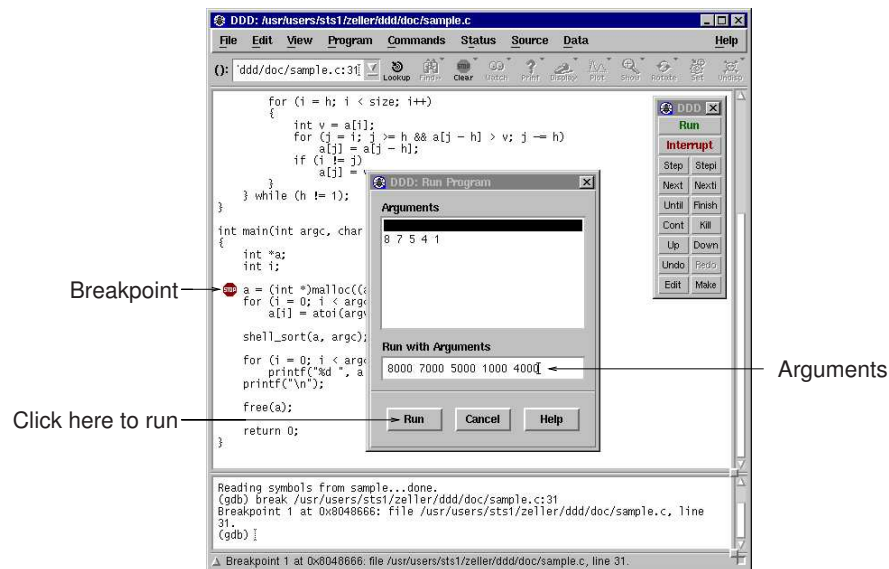 DDD: /usr/users/sts1/zeller/ddd/doc/sample.c
File Edit View Program Commands Status Source Data Help
(): 'ddd/doc/sample.c:31 Lookup Find» Clear Watch Print Display Plot Show Rotate Set Undisp
for (i = h; i < size; i++)
{
int v = a[i];
for (j = i; j >= h && a[j - h] > v; j -= h)
a[j] = a[j - h];
if (i != j)
a[j] =
}
} while (h != 1);
}
int main(int argc, char
{
int *a;
int i;
a = (int *)malloc((a
for (i = 0; i < argc
a[i] = atoi(argv
shell_sort(a, argc);
for (i = 0; i < argc
printf("%d ", a
printf("\n");
free(a);
return 0;
}
DDD
Run
Interrupt
Step Stepi
Next Nexti
Until Finish
Cont Kill
Up Down
Undo Redo
Edit Make
DDD: Run Program
Arguments
8 7 5 4 1
Run with Arguments
8000 7000 5000 1000 4000
Run Cancel Help
Breakpoint
STOP
Arguments
Click here to run
Reading symbols from sample...done.
(gdb) break /usr/users/sts1/zeller/ddd/doc/sample.c:31
Breakpoint 1 at 0x8048666: file /usr/users/sts1/zeller/ddd/doc/sample.c, line
31.
(gdb)
Breakpoint 1 at 0x8048666: file /usr/users/sts1/zeller/ddd/doc/sample.c, line 31.